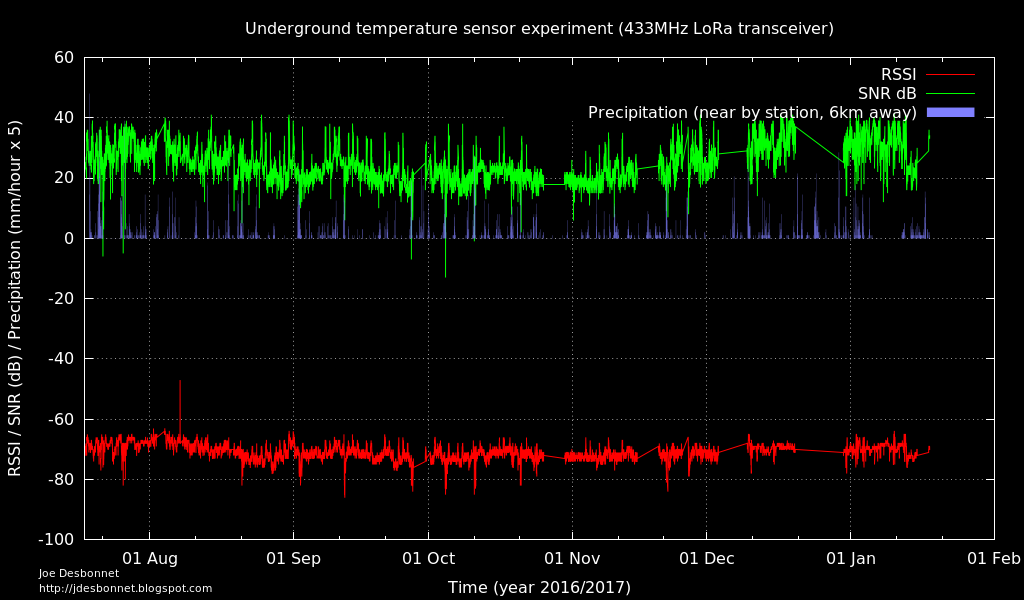 Underground temperature sensor experiment (433MHz LoRa transceiver)
60
40
20
0
-20
-40
-60
-80
-100
RSSI / SNR (dB) / Precipitation (mm/hour x 5)
RSSI
SNR dB
Precipitation (near by station, 6km away)
01 Aug
01 Sep
01 Oct
01 Nov
01 Dec
01 Jan
01 Feb
Time (year 2016/2017)
Joe Desbonnet
http://jdesbonnet.blogspot.com